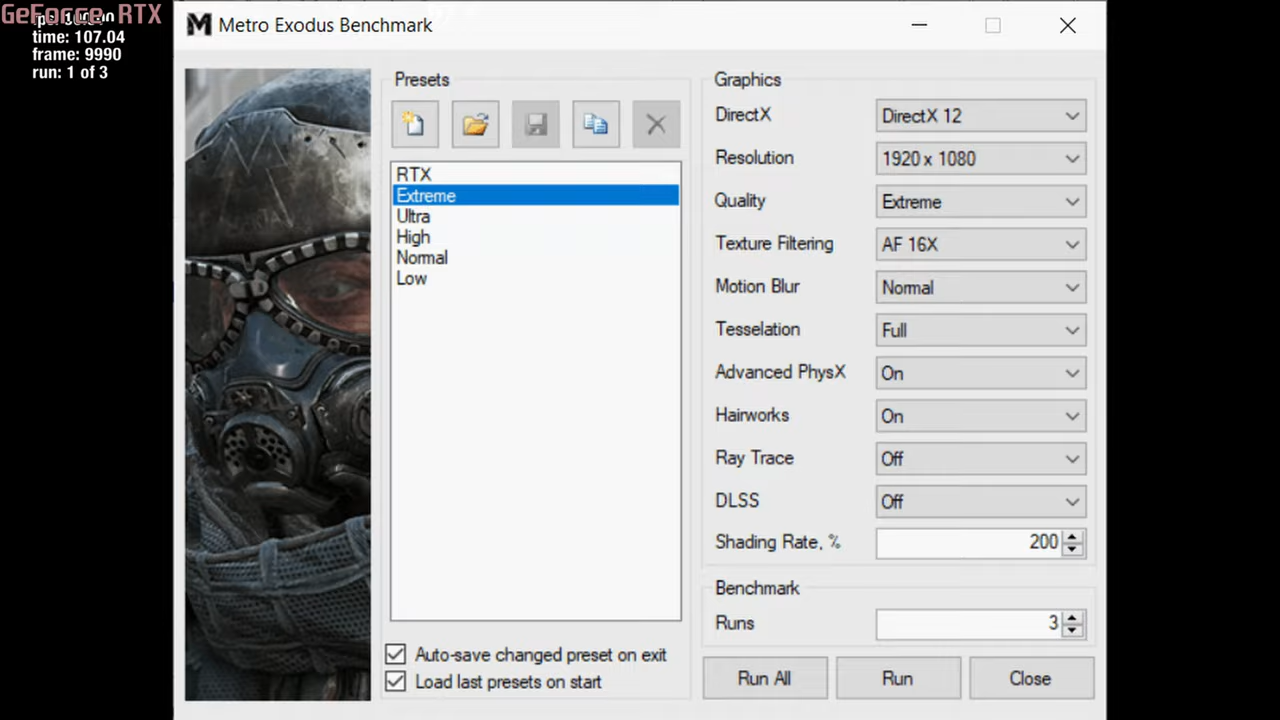 GeForce RTX
time: 107.04
frame: 9990
run: 1 of 3
Metro Exodus Benchmark
Presets
RTX
Extreme
Ultra
High
Normal
Low
Auto-save changed preset on exit
Load last presets on start
Graphics
DirectX DirectX 12
Resolution 1920 x 1080
Quality Extreme
Texture Filtering AF 16X
Motion Blur Normal
Tesselation Full
Advanced PhysX On
Hairworks On
Ray Trace Off
DLSS Off
Shading Rate, % 200
Benchmark
Runs 3
Run All Run Close